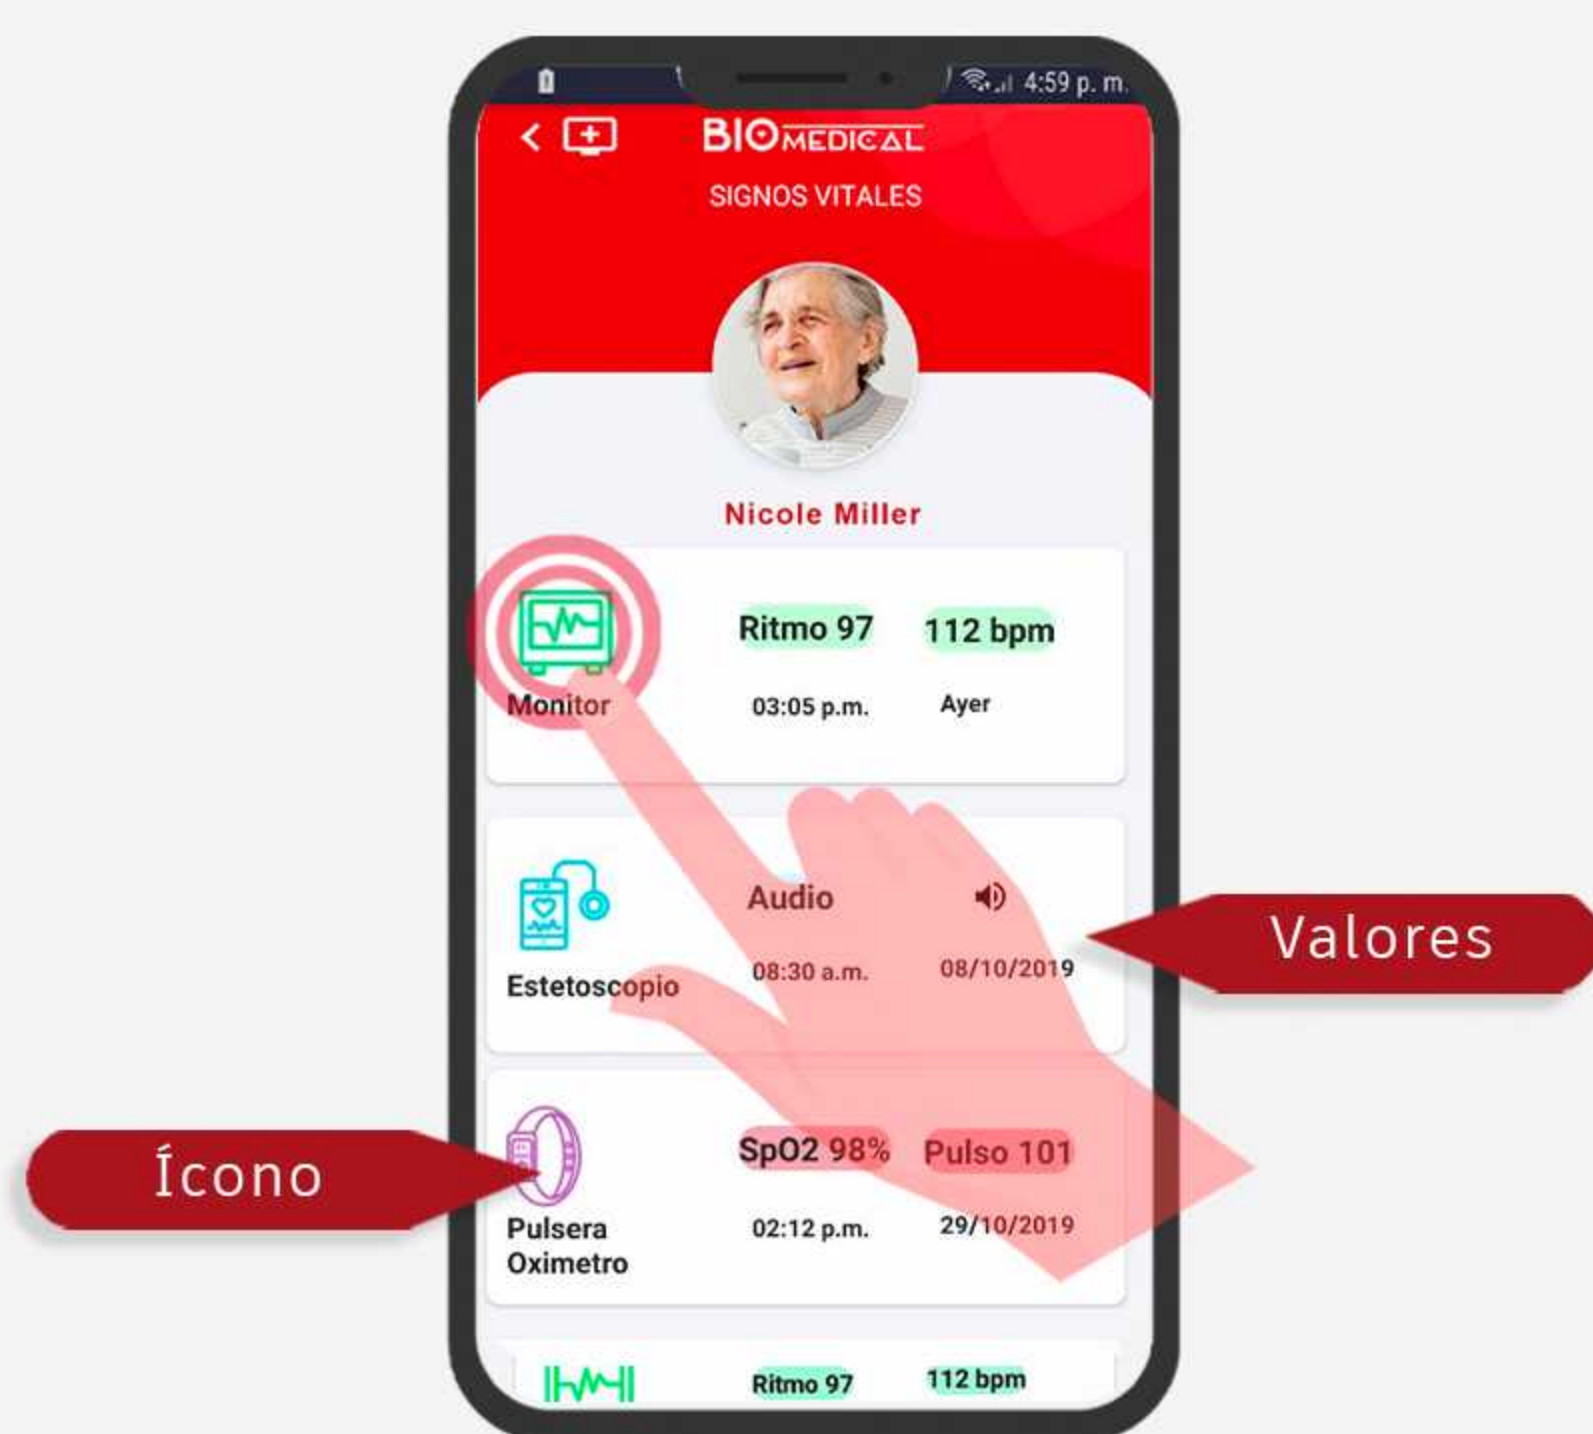 4:59 p. m.
BIOMEDICAL
SIGNOS VITALES
Nicole Miller
Ritmo 97 112 bpm
Monitor 03:05 p.m. Ayer
Audio
Valores
08:30 a.m. 08/10/2019
Estetoscopio
Ícono
SpO2 98% Pulso 101
02:12 p.m. 29/10/2019
Pulsera
Oximetro
Ritmo 97 112 bpm